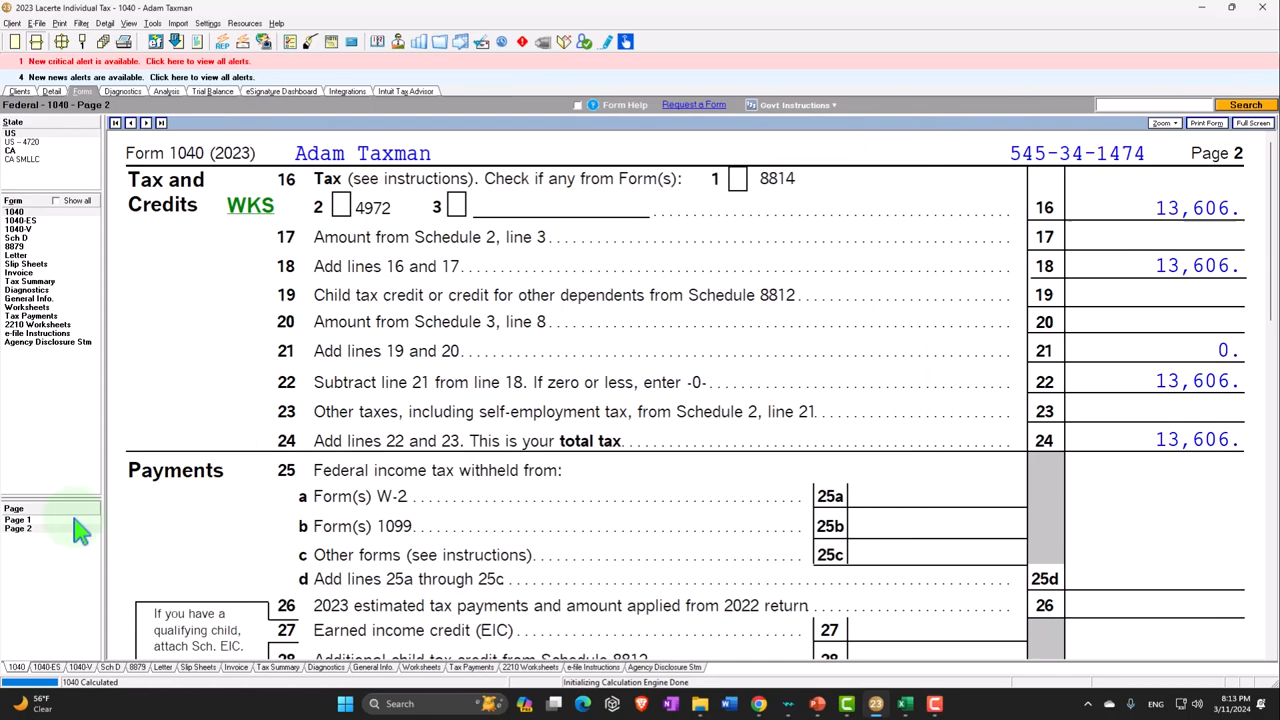 2023 Lacerte Individual Tax - 1040 - Adam Taxman
Client E-File Print Filter Detail View Tools Import Settings Resources Help
1 New critical alert is available. Click here to view all alerts.
4 New news alerts are available. Click here to view all alerts.
Clients Detail Forms Diagnostics Analysis Trial Balance eSignature Dashboard Integrations Intuit Tax Advisor
Federal - 1040 - Page 2
Form Help Request a Form Govt Instructions Search
State
US
US -- 4720
CA
CA SMLLC
Form Show all
1040
1040-ES
1040-V
Sch D
8879
Letter
Slip Sheets
Invoice
Tax Summary
Diagnostics
General Info.
Worksheets
Tax Payments
2210 Worksheets
e-file Instructions
Agency Disclosure Stm
Page
Page 1
Page 2
Zoom Print Form Full Screen
Form 1040 (2023) Adam Taxman 545-34-1474 Page 2
Tax and Credits WKS
16 Tax (see instructions). Check if any from Form(s): 1 8814
2 4972 3 16 13,606.
17 Amount from Schedule 2, line 3 17
18 Add lines 16 and 17 18 13,606.
19 Child tax credit or credit for other dependents from Schedule 8812 19
20 Amount from Schedule 3, line 8 20
21 Add lines 19 and 20 21 0.
22 Subtract line 21 from line 18. If zero or less, enter -0- 22 13,606.
23 Other taxes, including self-employment tax, from Schedule 2, line 21 23
24 Add lines 22 and 23. This is your total tax 24 13,606.
Payments 25 Federal income tax withheld from:
a Form(s) W-2 25a
b Form(s) 1099 25b
c Other forms (see instructions) 25c
d Add lines 25a through 25c 25d
26 2023 estimated tax payments and amount applied from 2022 return 26
If you have a
qualifying child,
attach Sch. EIC.
27 Earned income credit (EIC) 27
28 Additional child tax credit from Schedule 8812 28
1040 1040-ES 1040-V Sch D 8879 Letter Slip Sheets Invoice Tax Summary Diagnostics General Info. Worksheets Tax Payments 2210 Worksheets e-file Instructions Agency Disclosure Stm
1040 Calculated Initializing Calculation Engine Done
56°F
Clear
Search
ENG
8:13 PM
3/11/2024